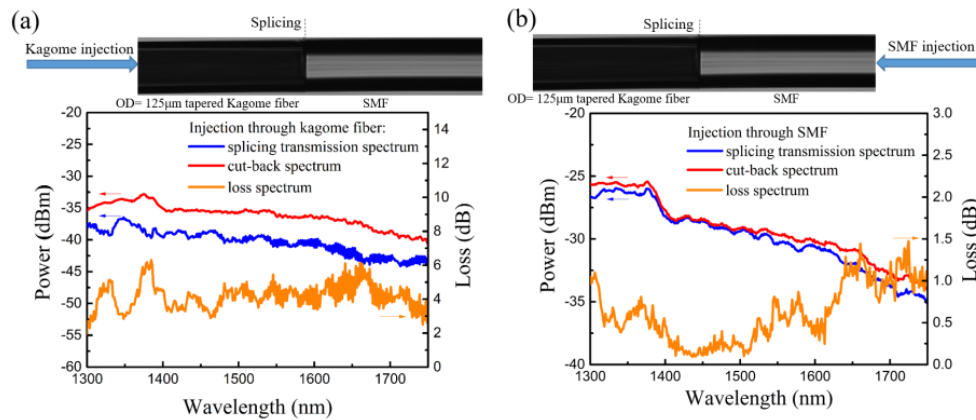 (a)
Splicing
Kagome injection
OD= 125μm tapered Kagome fiber
SMF
Injection through kagome fiber:
splicing transmission spectrum
cut-back spectrum
loss spectrum
Power (dBm)
-20
-25
-30
-35
-40
-45
-50
-55
-60
Loss (dB)
14
12
10
8
6
4
2
0
1300
1400
1500
1600
1700
Wavelength (nm)
(b)
Splicing
SMF injection
OD= 125μm tapered Kagome fiber
SMF
Injection through SMF
splicing transmission spectrum
cut-back spectrum
loss spectrum
Power (dBm)
-20
-25
-30
-35
-40
Loss (dB)
3.0
2.5
2.0
1.5
1.0
0.5
0.0
1300
1400
1500
1600
1700
Wavelength (nm)